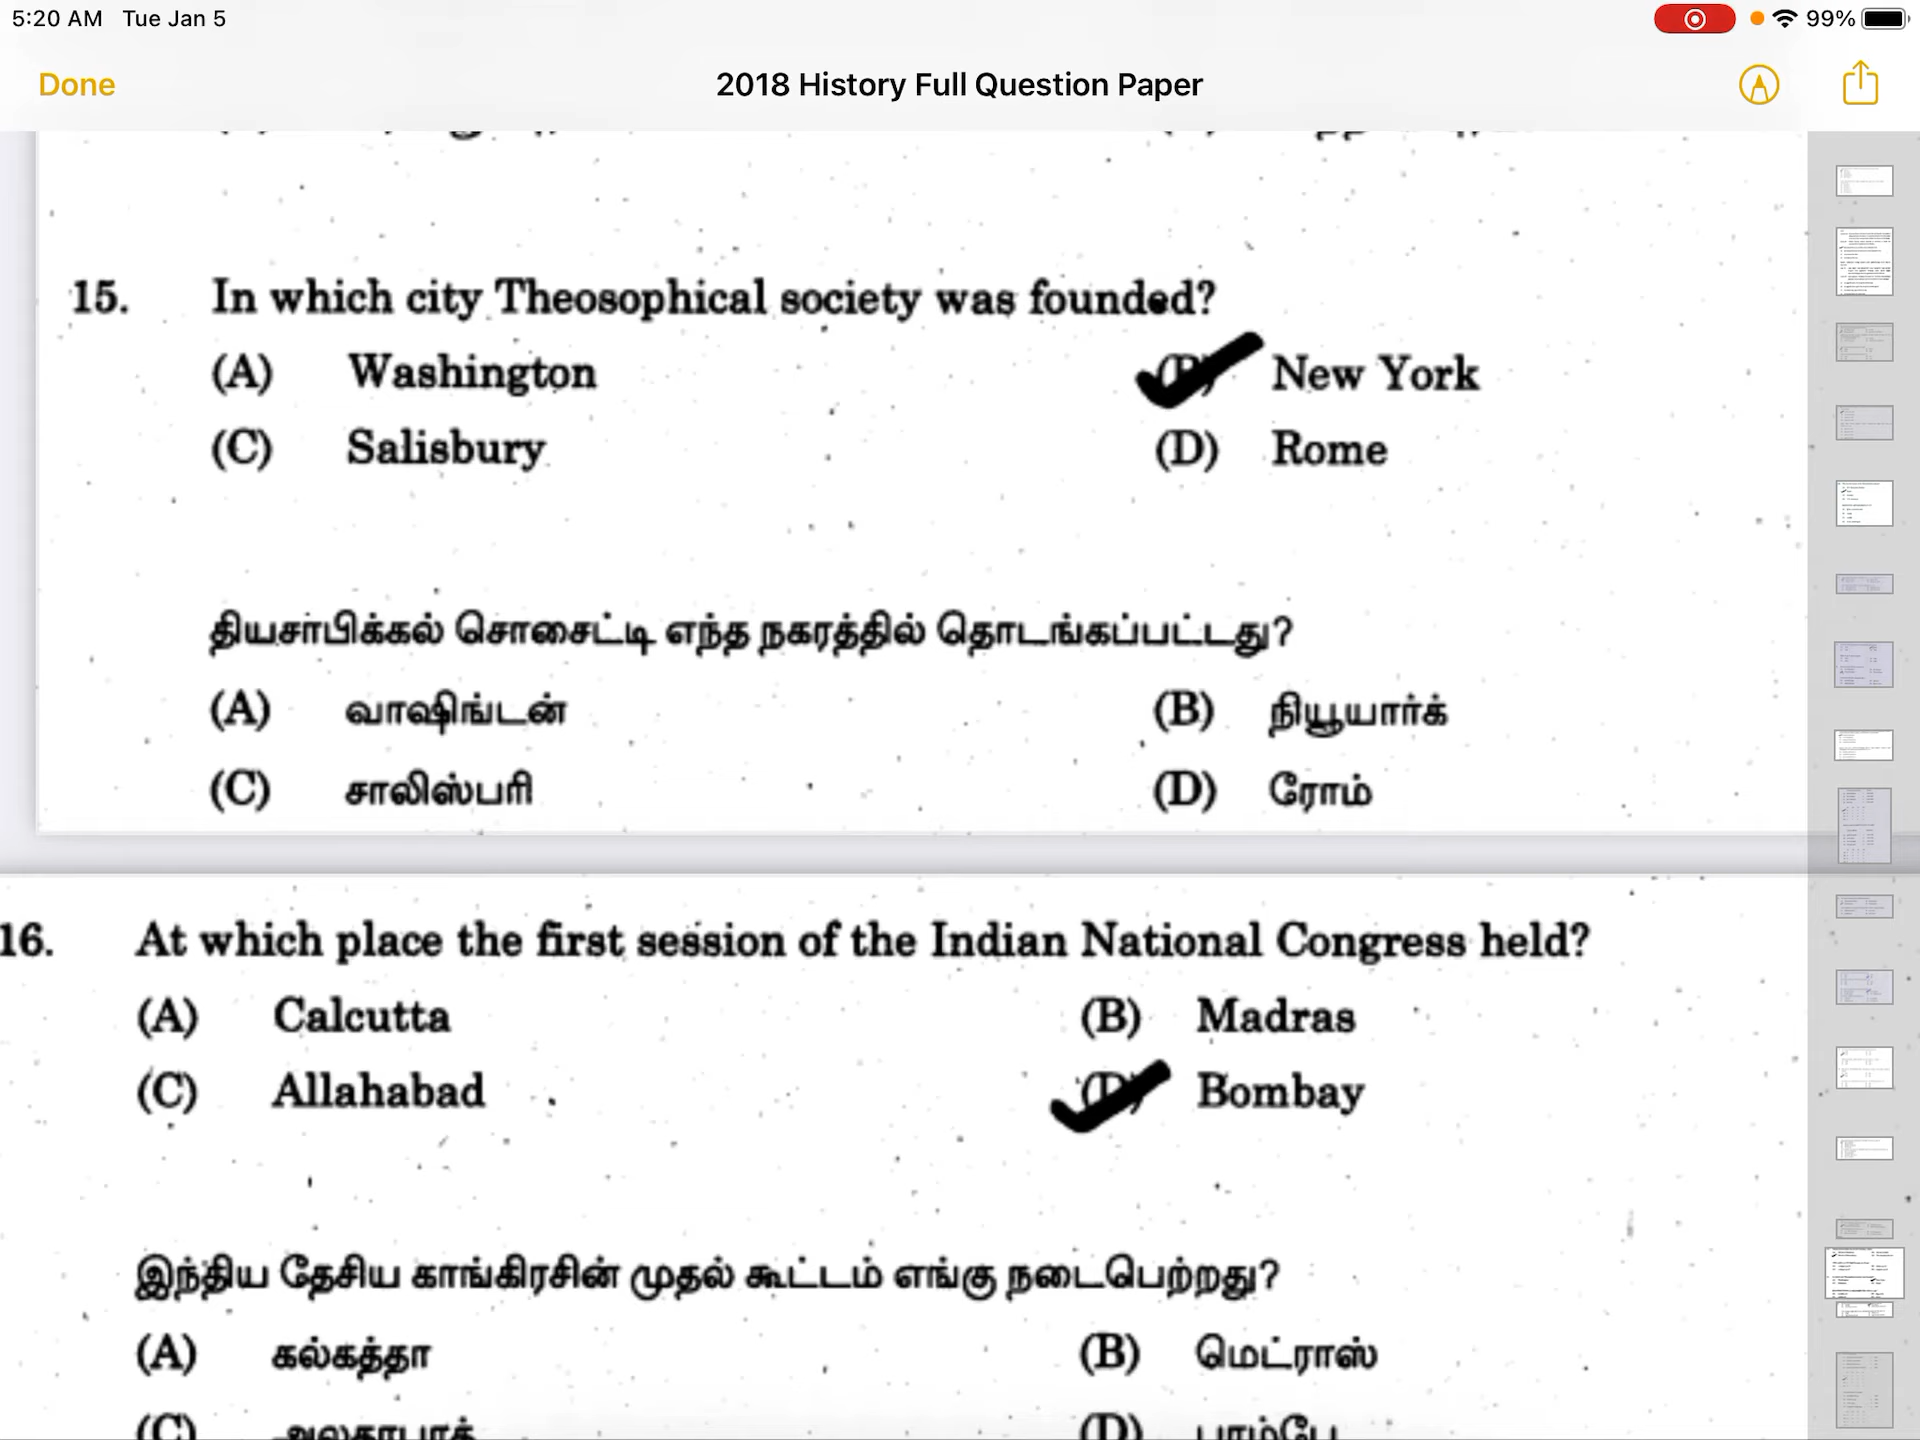 5:20 AM Tue Jan 5 99%
Done 2018 History Full Question Paper
15. In which city Theosophical society was founded?
(A) Washington (B) New York
(C) Salisbury (D) Rome
தியசாபிக்கல் சொசைட்டி எந்த நகரத்தில் தொடங்கப்பட்டது?
(A) வாஷிங்டன் (B) நியூயார்க்
(C) சாலிஸ்பரி (D) ரோம்
16. At which place the first session of the Indian National Congress held?
(A) Calcutta (B) Madras
(C) Allahabad (D) Bombay
இந்திய தேசிய காங்கிரசின் முதல் கூட்டம் எங்கு நடைபெற்றது?
(A) கல்கத்தா (B) மெட்ராஸ்
(C) அலகாபாத் (D) பாம்பே